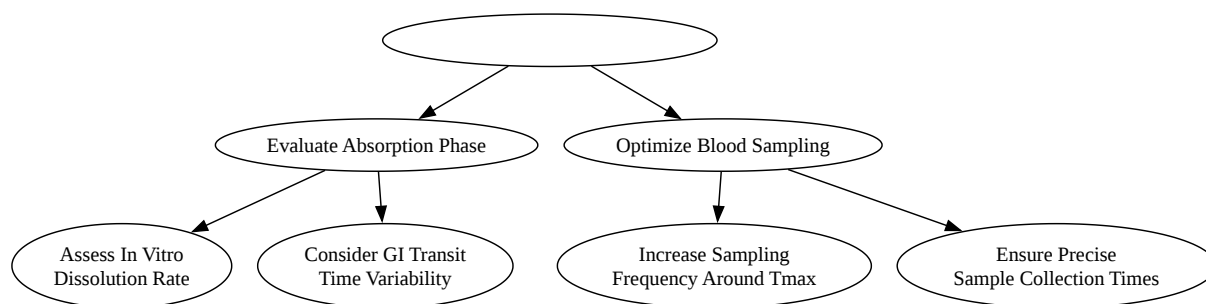 Evaluate Absorption Phase
Optimize Blood Sampling
Assess In Vitro
Dissolution Rate
Consider GI Transit
Time Variability
Increase Sampling
Frequency Around Tmax
Ensure Precise
Sample Collection Times